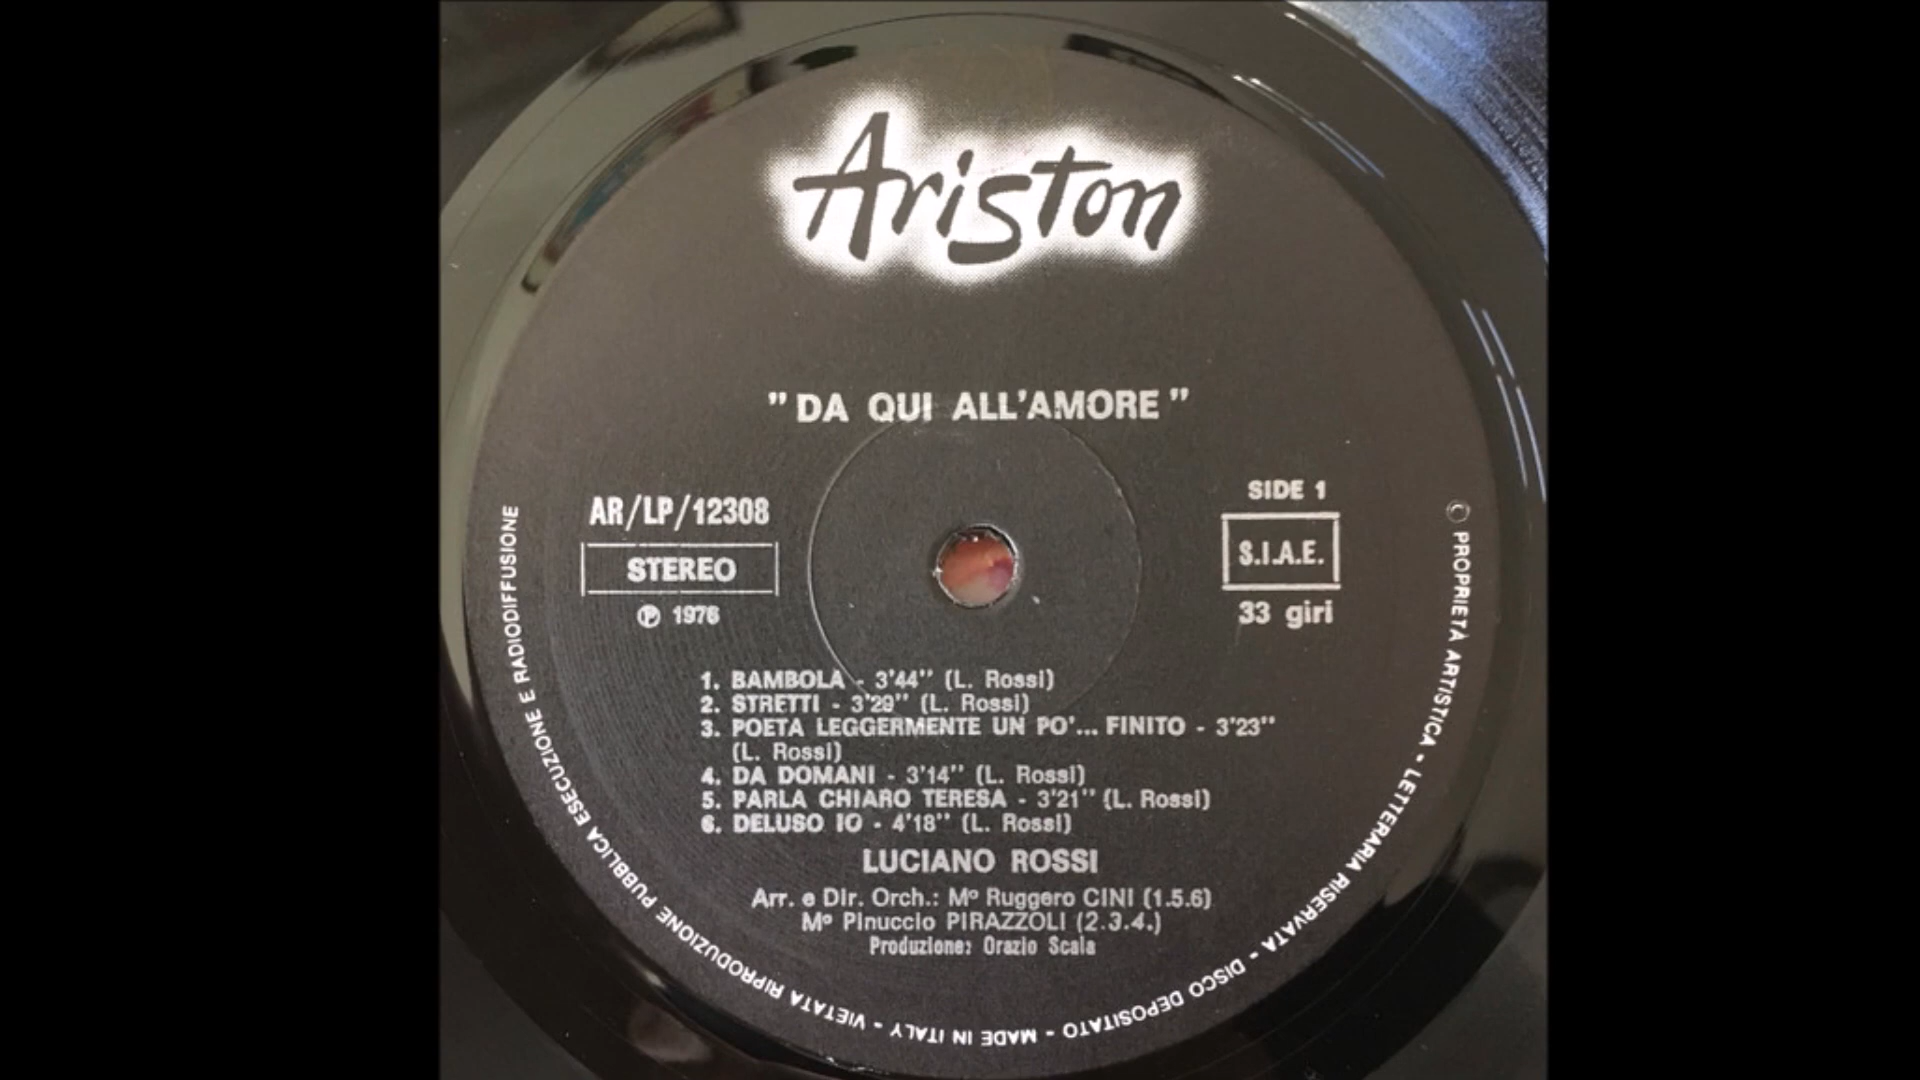 Ariston
"DA QUI ALL'AMORE"
AR/LP/12308
STEREO
Ⓟ 1976
SIDE 1
S.I.A.E.
33 giri
1. BAMBOLA - 3'44'' (L. Rossi)
2. STRETTI - 3'29'' (L. Rossi)
3. POETA LEGGERMENTE UN PO'... FINITO - 3'23''
(L. Rossi)
4. DA DOMANI - 3'14'' (L. Rossi)
5. PARLA CHIARO TERESA - 3'21'' (L. Rossi)
6. DELUSO IO - 4'18'' (L. Rossi)
LUCIANO ROSSI
Arr. e Dir. Orch.: Mº Ruggero CINI (1.5.6)
Mº Pinuccio PIRAZZOLI (2.3.4.)
Produzione: Orazio Scala
© PROPRIETÀ ARTISTICA - LETTERARIA RISERVATA - DISCO DEPOSITATO - MADE IN ITALY - VIETATA RIPRODUZIONE PUBBLICA ESECUZIONE E RADIODIFFUSIONE